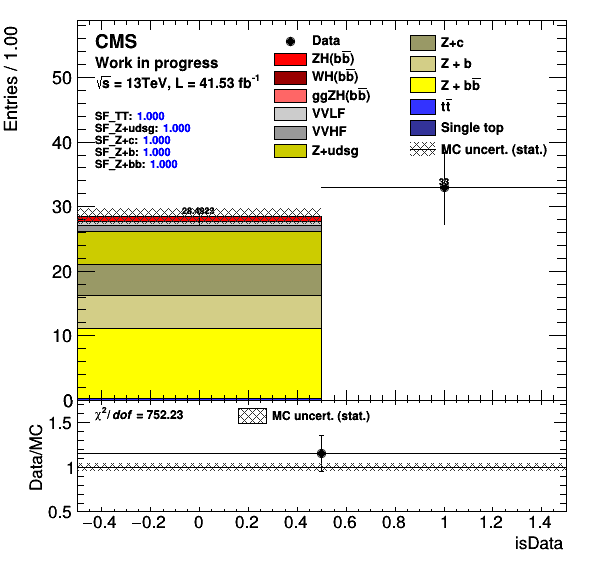 Entries / 1.00
CMS
Work in progress
√s = 13TeV, L = 41.53 fb⁻¹
SF_TT: 1.000
SF_Z+udsg: 1.000
SF_Z+c: 1.000
SF_Z+b: 1.000
SF_Z+bb: 1.000
Data
ZH(bb̅)
WH(bb̅)
ggZH(bb̅)
VVLF
VVHF
Z+udsg
Z+c
Z + b
Z + bb̅
tt̅
Single top
MC uncert. (stat.)
50
40
30
20
10
0
33
χ²/dof = 752.23
MC uncert. (stat.)
Data/MC
1.5
1
0.5
−0.4 −0.2 0 0.2 0.4 0.6 0.8 1 1.2 1.4
isData